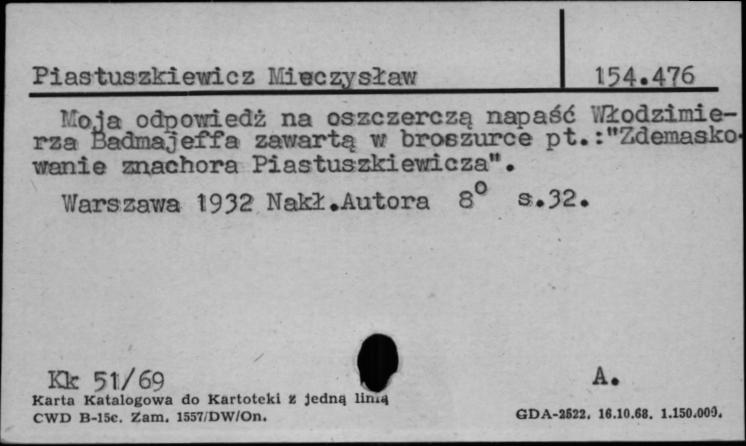 Piastuszkiewicz Mieczysław 154.476
Moja odpowiedź na oszczerczą napaść Włodzimie-
rza Badmajeffa zawartą w broszurce pt.:"Zdemasko-
wanie znachora Piastuszkiewicza".
Warszawa 1932 Nakł.Autora 8° s.32.
Kk 51/69 A.
Karta Katalogowa do Kartoteki z jedną linią
CWD B-15c. Zam. 1557/DW/On. GDA-2522. 16.10.68. 1.150.000.